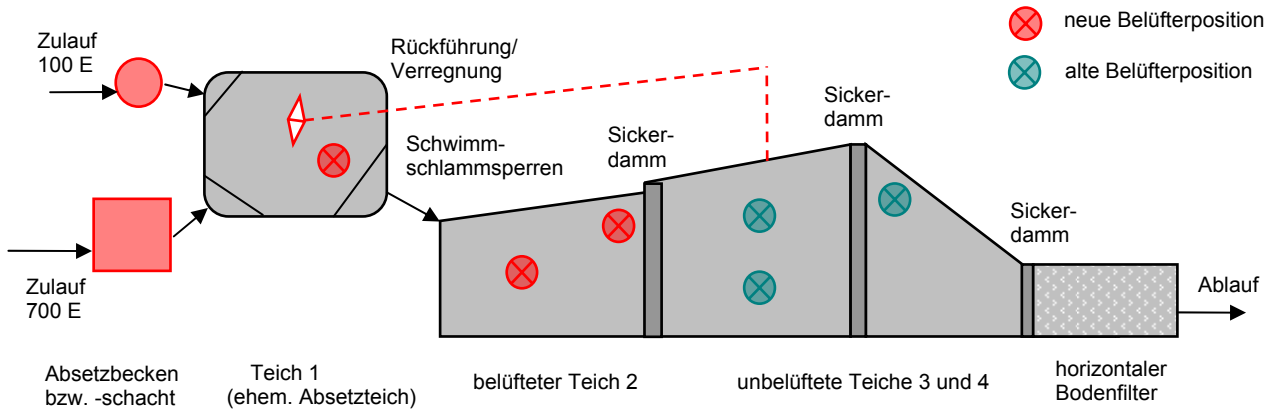 neue Belüfterposition
alte Belüfterposition
Zulauf
100 E
Rückführung/
Verregnung
Schwimm-
schlammsperren
Sicker-
damm
Sicker-
damm
Sicker-
damm
Zulauf
700 E
Ablauf
Absetzbecken
bzw. -schacht
Teich 1
(ehem. Absetzteich)
belüfteter Teich 2
unbelüftete Teiche 3 und 4
horizontaler
Bodenfilter